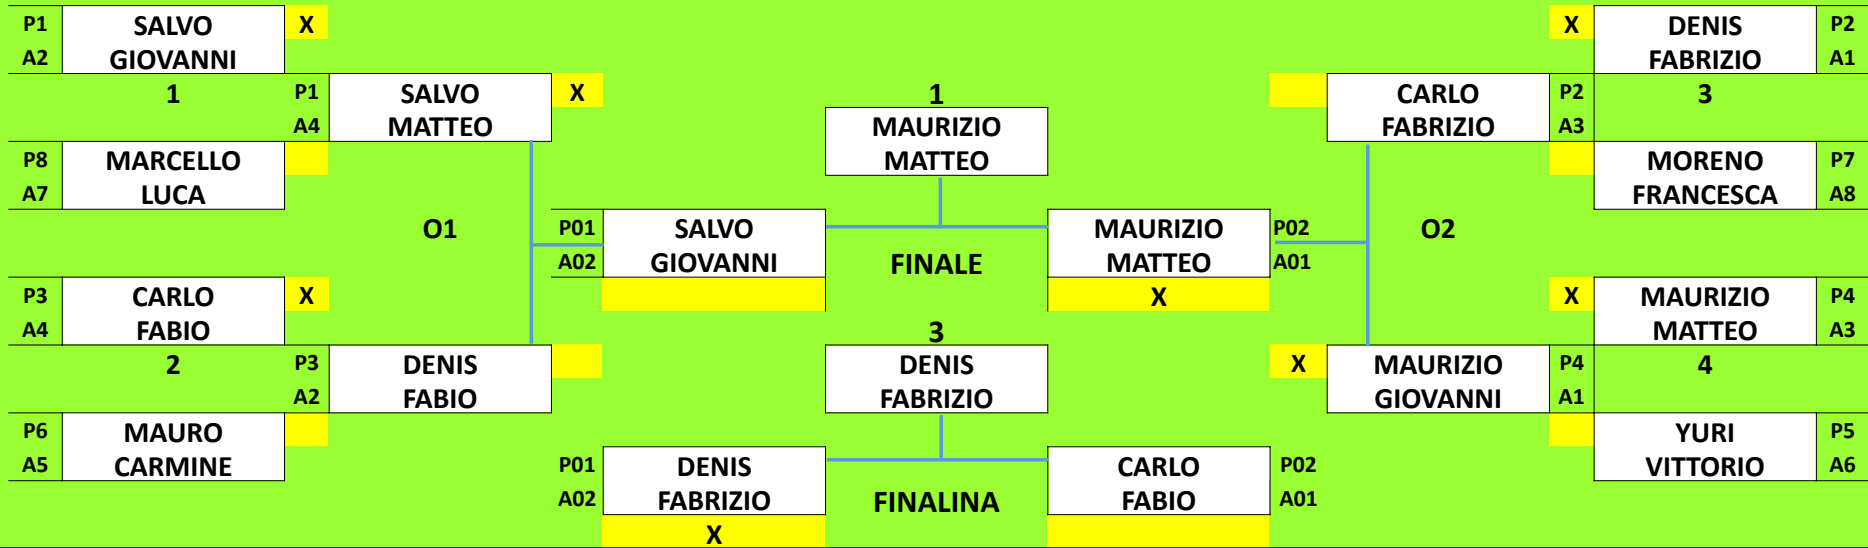 P1 SALVO X X DENIS P2
A2 GIOVANNI FABRIZIO A1
1 P1 SALVO X 1 CARLO P2 3
A4 MATTEO MAURIZIO FABRIZIO A3
P8 MARCELLO MATTEO MORENO P7
A7 LUCA FRANCESCA A8
O1 P01 SALVO MAURIZIO P02 O2
A02 GIOVANNI FINALE MATTEO A01
P3 CARLO X X X MAURIZIO P4
A4 FABIO 3 MATTEO A3
2 P3 DENIS DENIS X MAURIZIO P4 4
A2 FABIO FABRIZIO GIOVANNI A1
P6 MAURO YURI P5
A5 CARMINE P01 DENIS CARLO P02 VITTORIO A6
A02 FABRIZIO FINALINA FABIO A01
X